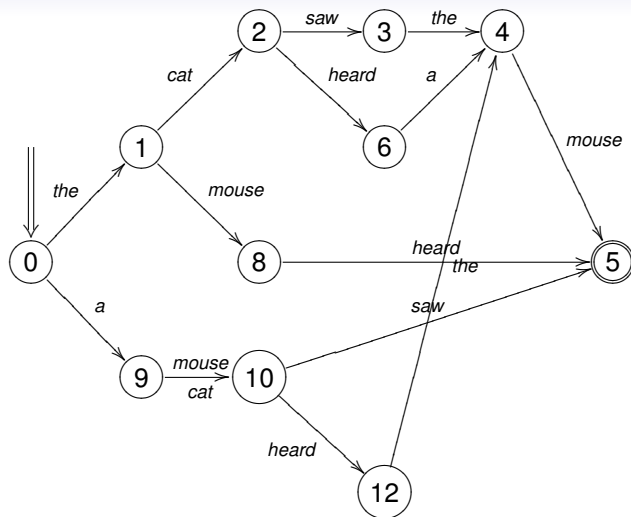 2 saw 3 the 4
cat heard a
1 6 mouse
the mouse
0 8 heard 5
the
a saw
9 mouse 10
cat
heard
12